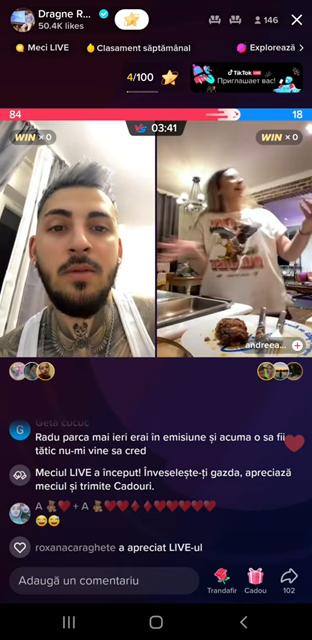 Dragne R...
50.4K likes
146
Meci LIVE
Clasament săptămânal
Explorează
4/100
TikTok LIVE
Приглашает вас!
84
18
WIN × 0
03:41
WIN × 0
andreea...
Geta cucuc
G
Radu parca mai ieri erai în emisiune și acuma o sa fii
tătic nu-mi vine sa cred
Meciul LIVE a început! Înveselește-ți gazda, apreciază
meciul și trimite Cadouri.
A 🧸❤️ + A 🧸❤️❤️♦️♦️❤️❤️❤️❤️❤️
😅😅
roxanacaraghete a apreciat LIVE-ul
Adaugă un comentariu
Trandafir
Cadou
102